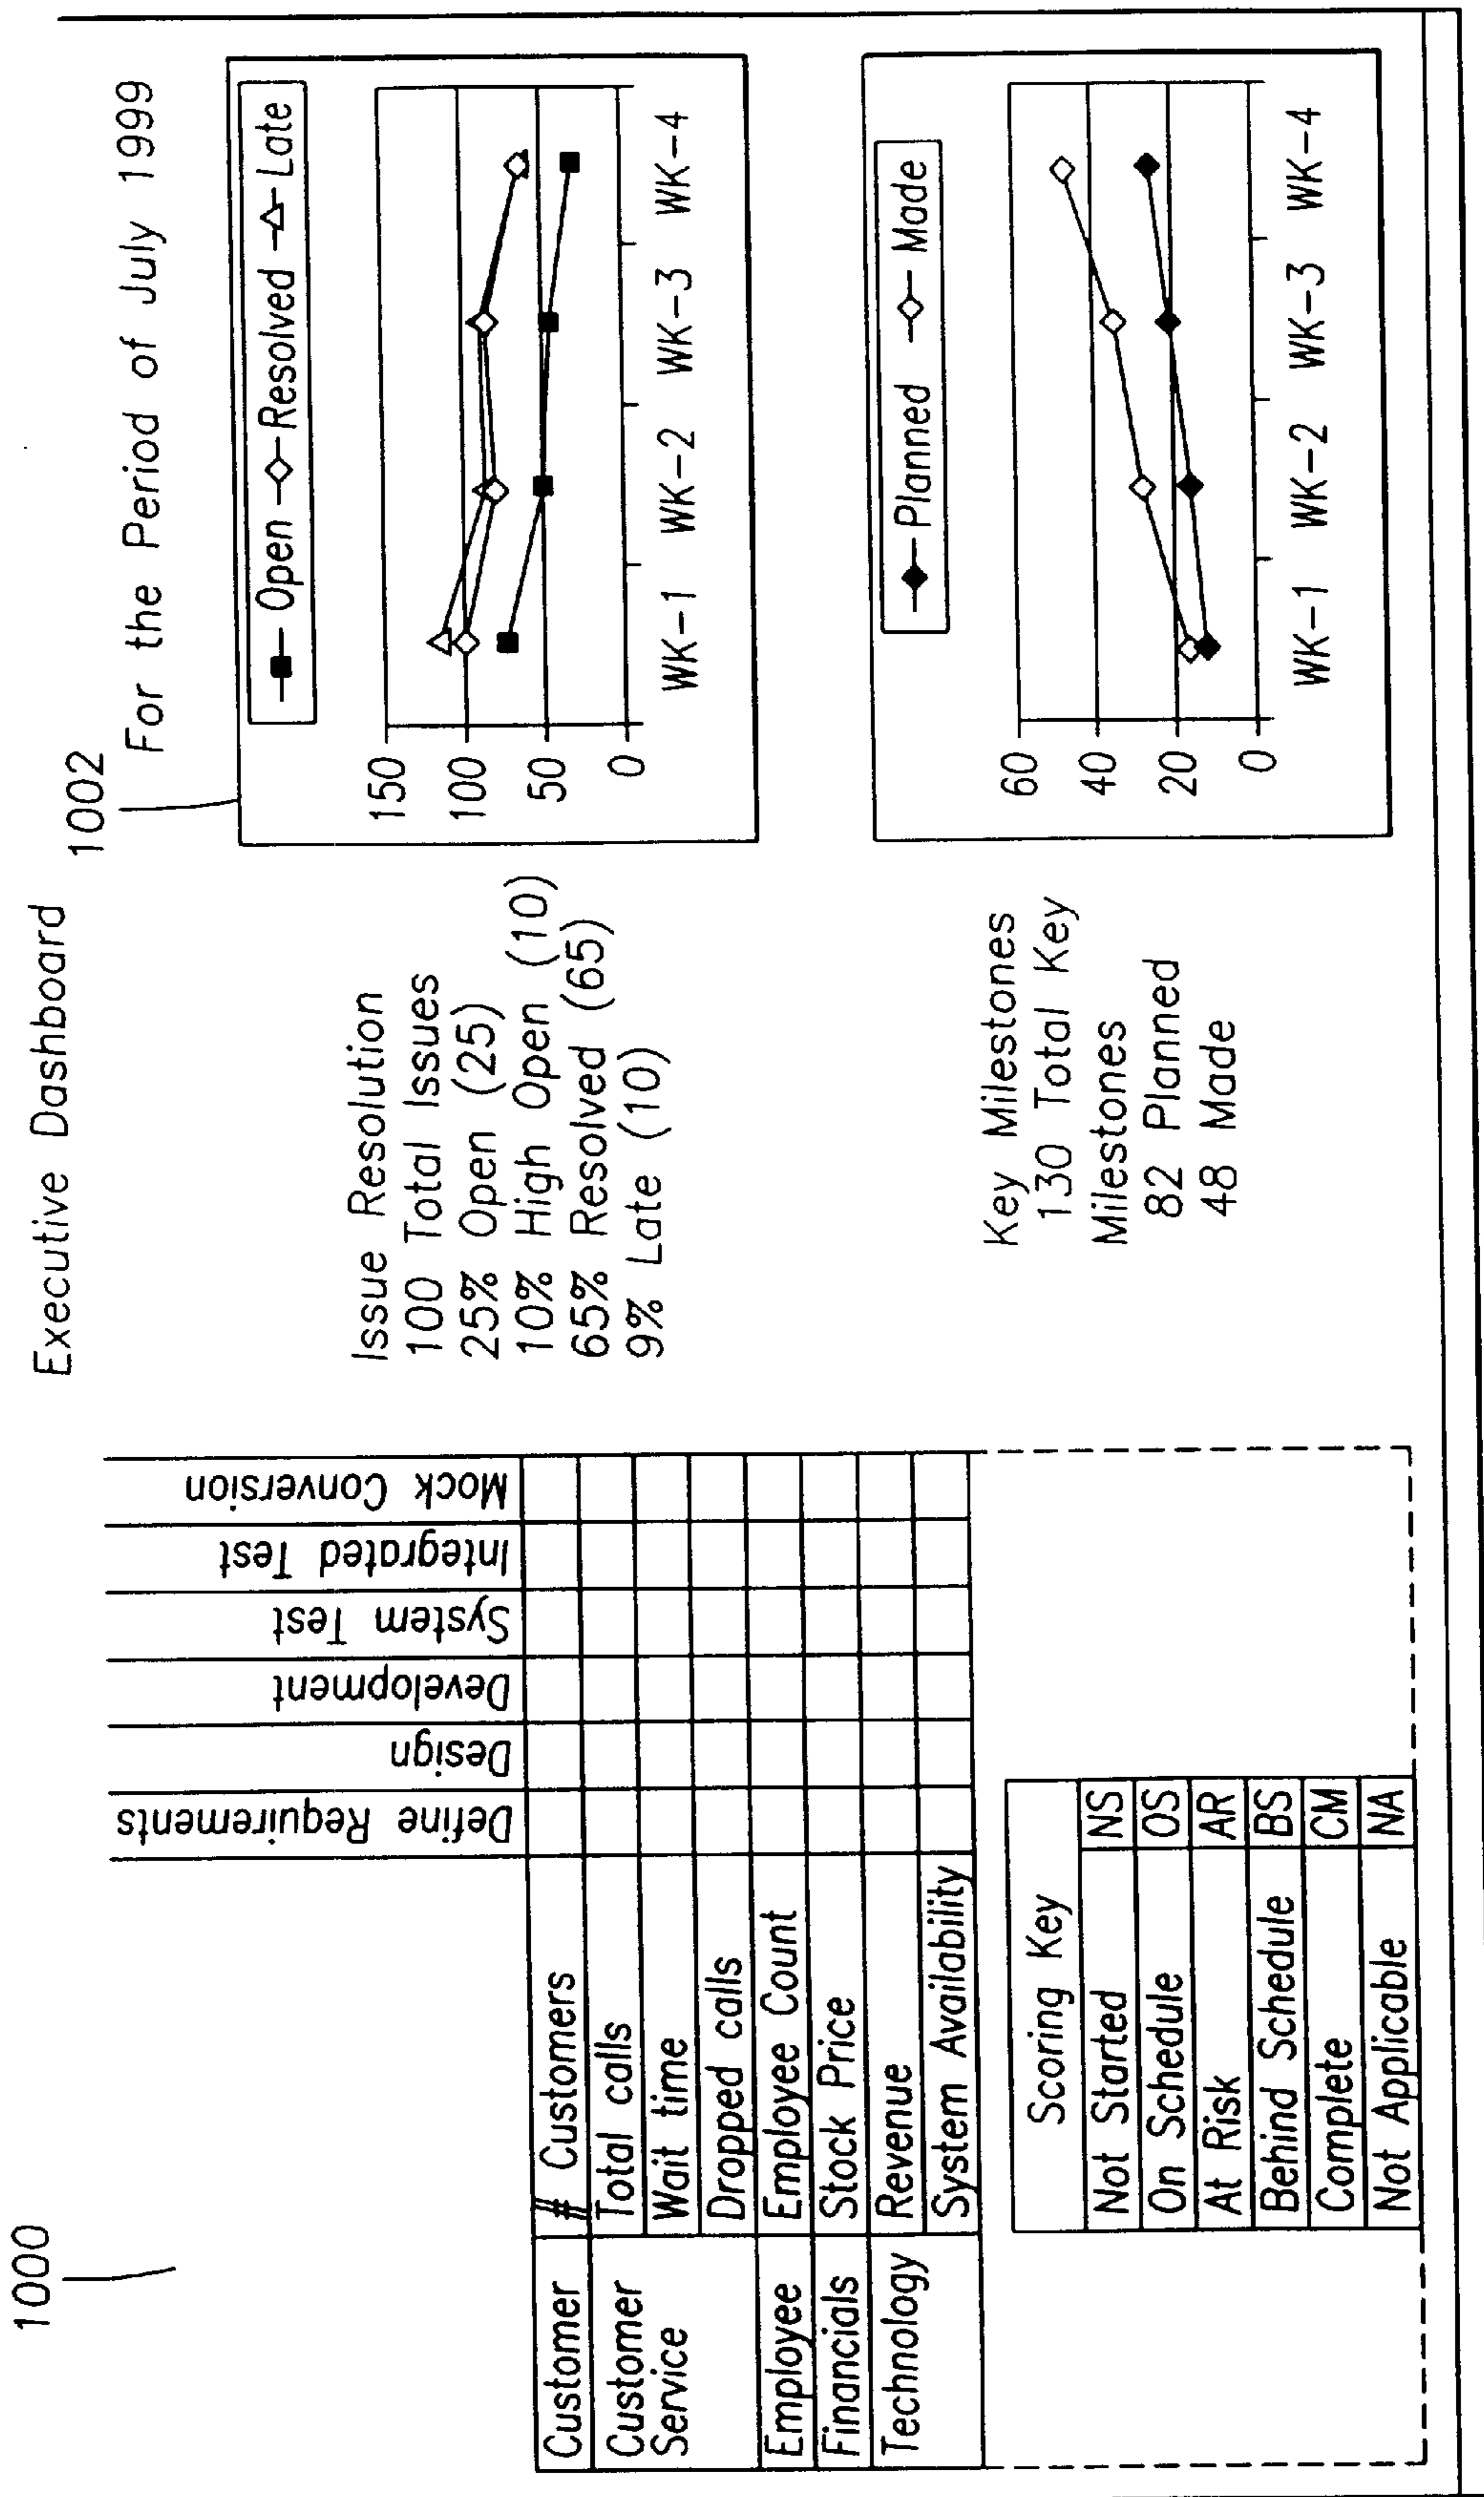 1000
Executive Dashboard
1002
For the Period of July 1999
Define Requirements
Design
Development
System Test
Integrated Test
Mock Conversion
Customer # Customers
Customer Service Total calls
Wait time
Dropped calls
Employee Employee Count
Financials Stock Price
Technology Revenue
System Availability
Scoring Key
Not Started NS
On Schedule OS
At Risk AR
Behind Schedule BS
Complete CM
Not Applicable NA
Issue Resolution
100 Total Issues
25% Open (25)
10% High Open (10)
65% Resolved (65)
9% Late (10)
Open Resolved Late
150
100
50
0
WK-1 WK-2 WK-3 WK-4
Key Milestones
130 Total Key
Milestones
82 Planned
48 Made
Planned Made
60
40
20
0
WK-1 WK-2 WK-3 WK-4